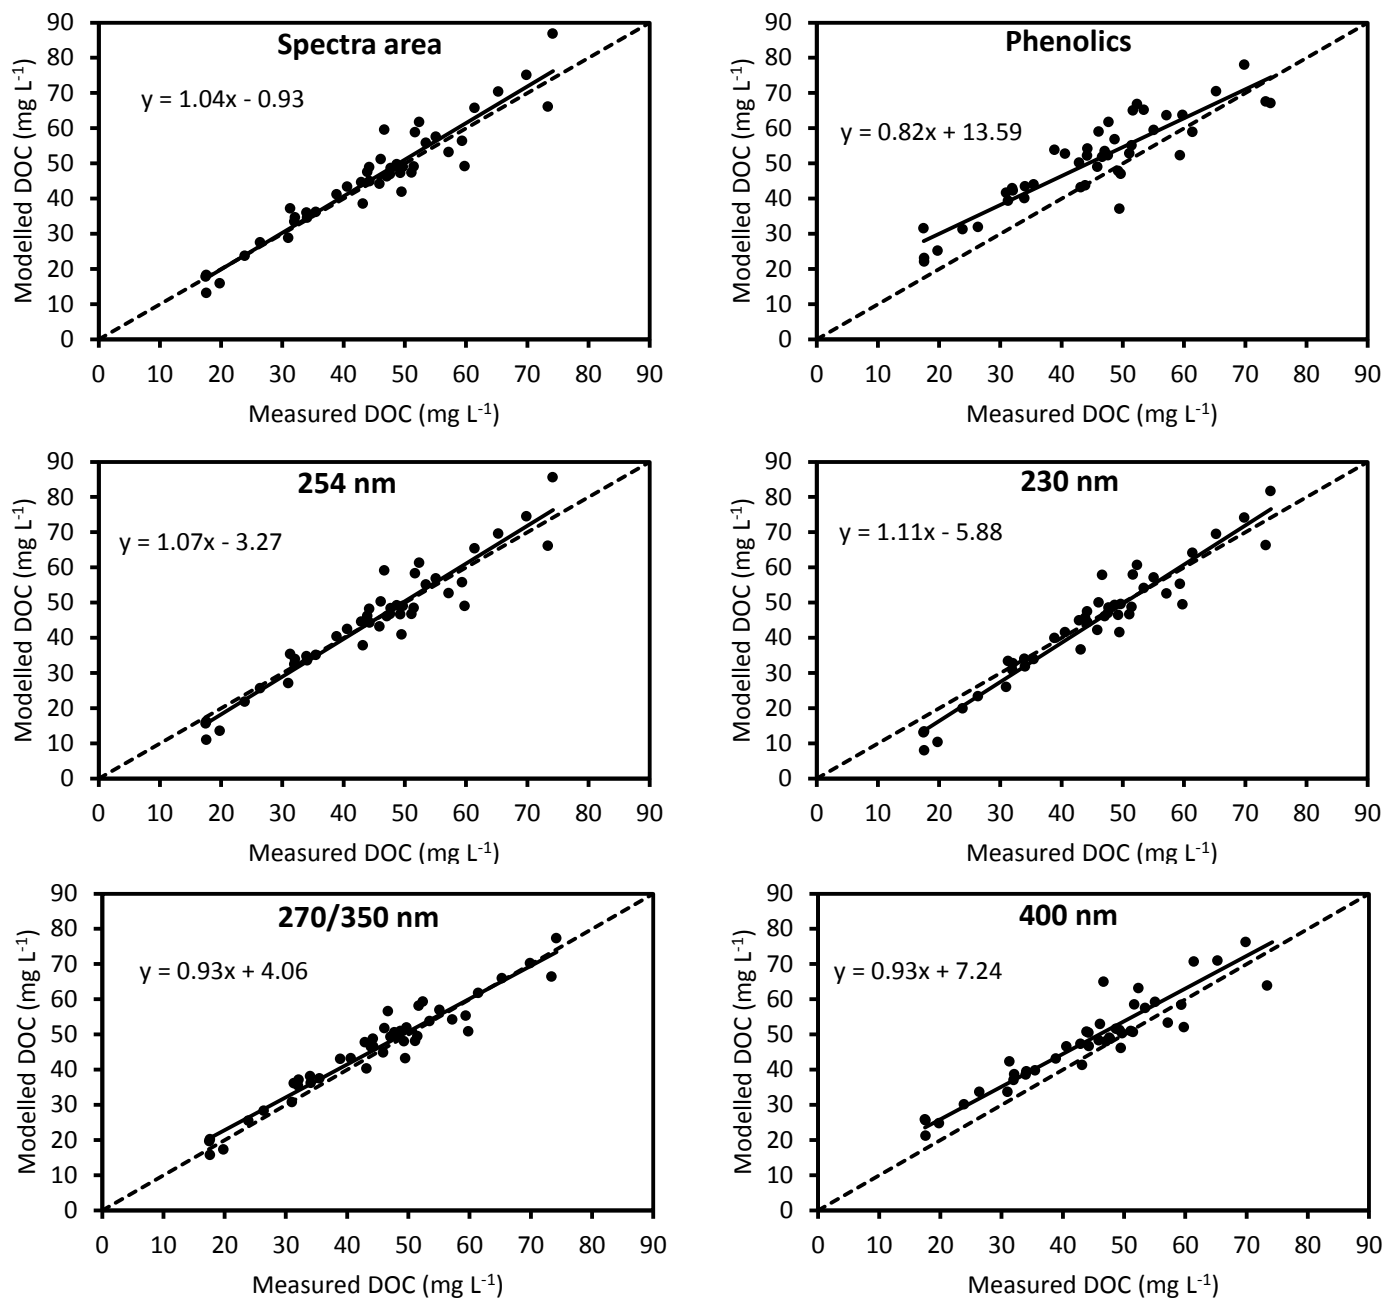 Spectra area
y = 1.04x - 0.93
Modelled DOC (mg L⁻¹)
90
80
70
60
50
40
30
20
10
0
0 10 20 30 40 50 60 70 80 90
Measured DOC (mg L⁻¹)
Phenolics
y = 0.82x + 13.59
Modelled DOC (mg L⁻¹)
90
80
70
60
50
40
30
20
10
0
0 10 20 30 40 50 60 70 80 90
Measured DOC (mg L⁻¹)
254 nm
y = 1.07x - 3.27
Modelled DOC (mg L⁻¹)
90
80
70
60
50
40
30
20
10
0
0 10 20 30 40 50 60 70 80 90
Measured DOC (mg L⁻¹)
230 nm
y = 1.11x - 5.88
Modelled DOC (mg L⁻¹)
90
80
70
60
50
40
30
20
10
0
0 10 20 30 40 50 60 70 80 90
Measured DOC (mg L⁻¹)
270/350 nm
y = 0.93x + 4.06
Modelled DOC (mg L⁻¹)
90
80
70
60
50
40
30
20
10
0
0 10 20 30 40 50 60 70 80 90
Measured DOC (mg L⁻¹)
400 nm
y = 0.93x + 7.24
Modelled DOC (mg L⁻¹)
90
80
70
60
50
40
30
20
10
0
0 10 20 30 40 50 60 70 80 90
Measured DOC (mg L⁻¹)